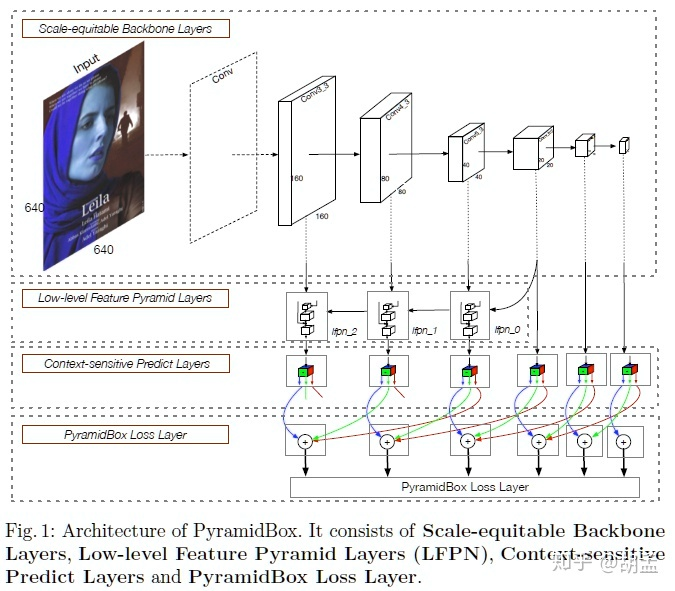 Scale-equitable Backbone Layers
Input
Conv
Conv3_3
Conv4_3
640
640
Leila
160
160
80
80
40
40
20
20
Low-level Feature Pyramid Layers
lfpn_2
lfpn_1
lfpn_0
Context-sensitive Predict Layers
PyramidBox Loss Layer
+
+
+
+
+
+
PyramidBox Loss Layer
Fig. 1: Architecture of PyramidBox. It consists of Scale-equitable Backbone
Layers, Low-level Feature Pyramid Layers (LFPN), Context-sensitive
Predict Layers and PyramidBox Loss Layer.
知乎 @胡孟